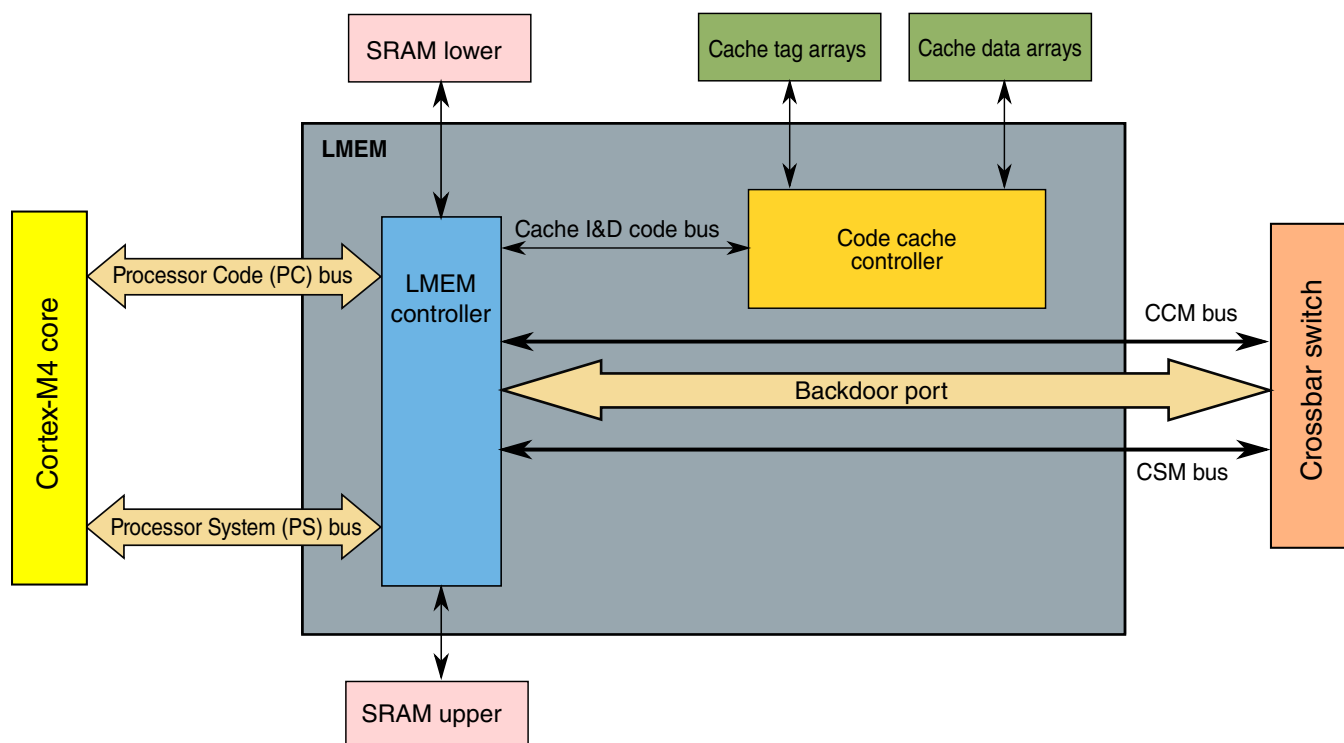 SRAM lower
Cache tag arrays
Cache data arrays
LMEM
Cortex-M4 core
Processor Code (PC) bus
LMEM
controller
Cache I&D code bus
Code cache
controller
CCM bus
Backdoor port
CSM bus
Crossbar switch
Processor System (PS) bus
SRAM upper